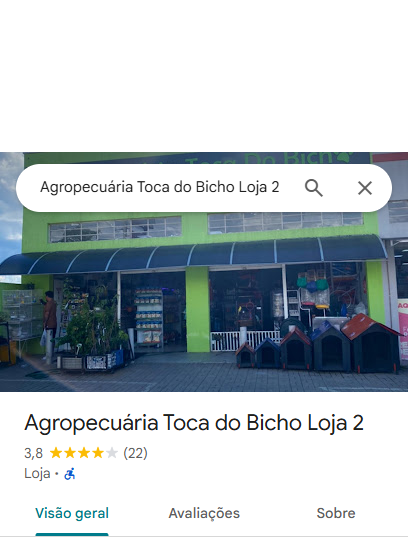 Toca Do Bicho
Agropecuária Toca do Bicho Loja 2
Agropecuária Toca do Bicho Loja 2
3,8 (22)
Loja ·
Visão geral Avaliações Sobre